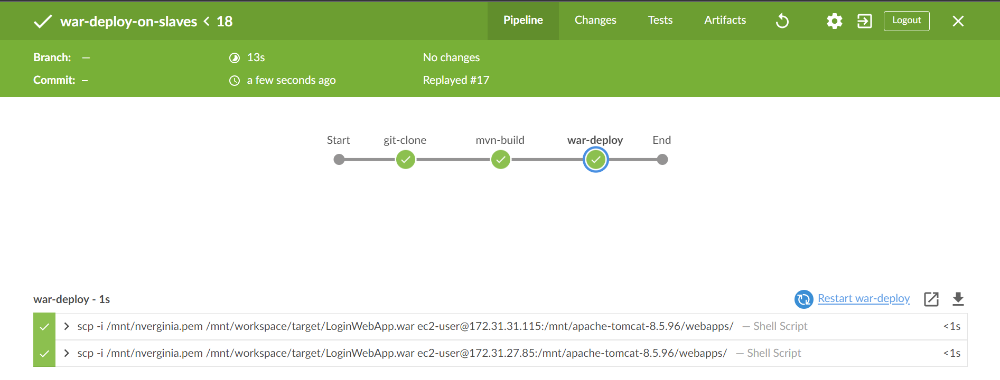 war-deploy-on-slaves < 18 Pipeline Changes Tests Artifacts Logout
Branch: — 13s No changes
Commit: – a few seconds ago Replayed #17
Start git-clone mvn-build war-deploy End
war-deploy - 1s Restart war-deploy
scp -i /mnt/nverginia.pem /mnt/workspace/target/LoginWebApp.war ec2-user@172.31.31.115:/mnt/apache-tomcat-8.5.96/webapps/ — Shell Script <1s
scp -i /mnt/nverginia.pem /mnt/workspace/target/LoginWebApp.war ec2-user@172.31.27.85:/mnt/apache-tomcat-8.5.96/webapps/ — Shell Script <1s